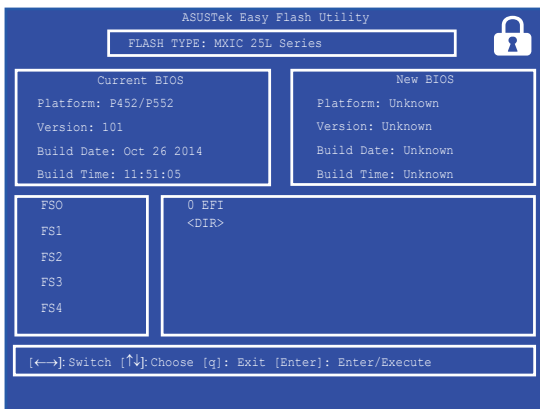 ASUSTek Easy Flash Utility
FLASH TYPE: MXIC 25L Series
Current BIOS
Platform: P452/P552
Version: 101
Build Date: Oct 26 2014
Build Time: 11:51:05
New BIOS
Platform: Unknown
Version: Unknown
Build Date: Unknown
Build Time: Unknown
FSO
FS1
FS2
FS3
FS4
0 EFI
<DIR>
[←→]: Switch [↑↓]: Choose [q]: Exit [Enter]: Enter/Execute